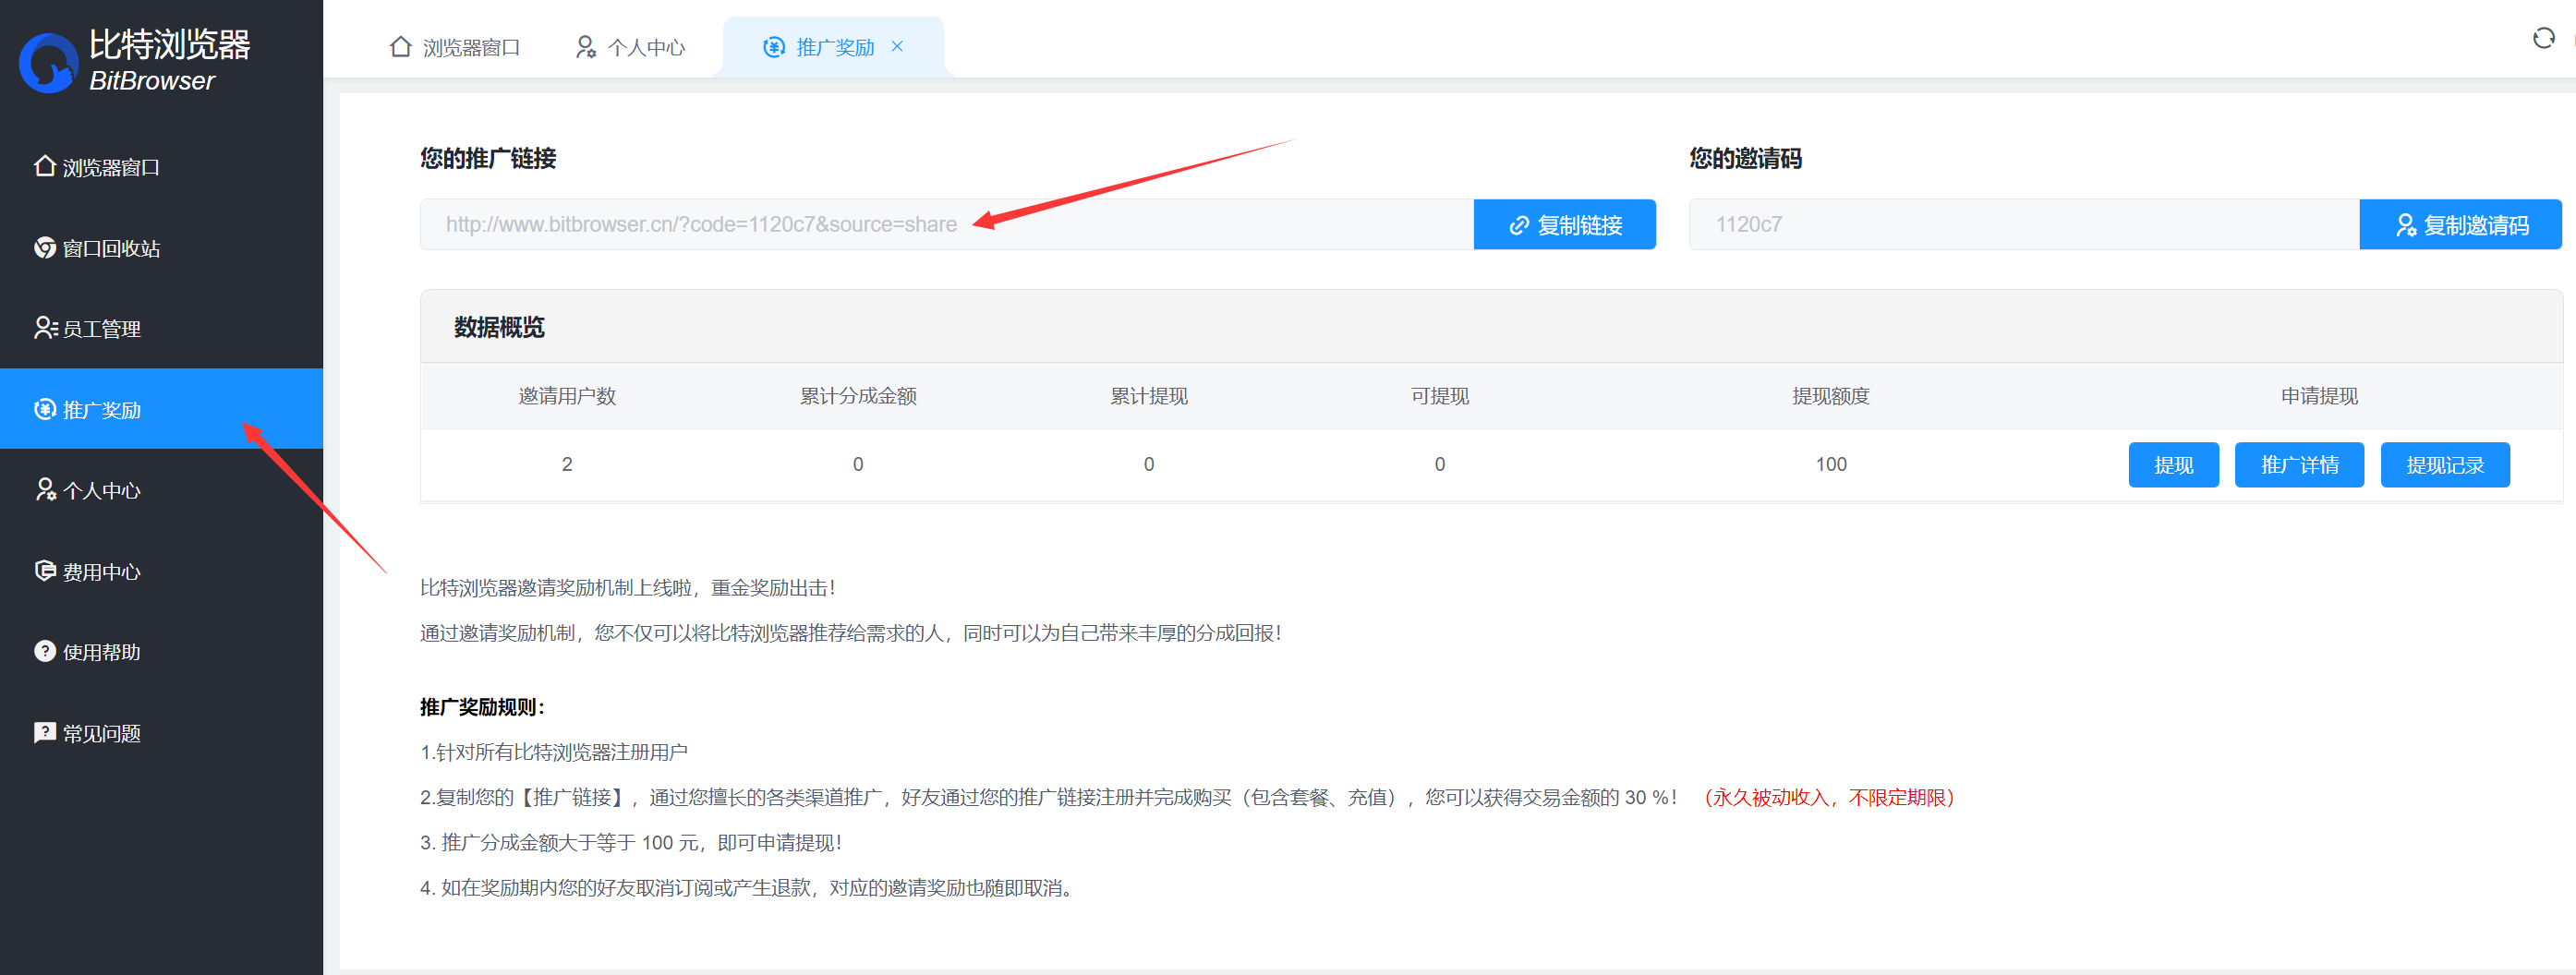 比特浏览器
BitBrowser
浏览器窗口
窗口回收站
员工管理
推广奖励
个人中心
费用中心
使用帮助
常见问题
浏览器窗口 个人中心 推广奖励
您的推广链接 您的邀请码
http://www.bitbrowser.cn/?code=1120c7&source=share 复制链接 1120c7 复制邀请码
数据概览
邀请用户数 累计分成金额 累计提现 可提现 提现额度 申请提现
2 0 0 0 100 提现 推广详情 提现记录
比特浏览器邀请奖励机制上线啦，重金奖励出击！
通过邀请奖励机制，您不仅可以将比特浏览器推荐给需求的人，同时可以为自己带来丰厚的分成回报！
推广奖励规则：
1.针对所有比特浏览器注册用户
2.复制您的【推广链接】，通过您擅长的各类渠道推广，好友通过您的推广链接注册并完成购买（包含套餐、充值），您可以获得交易金额的 30 %！（永久被动收入，不限定期限）
3. 推广分成金额大于等于 100 元，即可申请提现！
4. 如在奖励期内您的好友取消订阅或产生退款，对应的邀请奖励也随即取消。